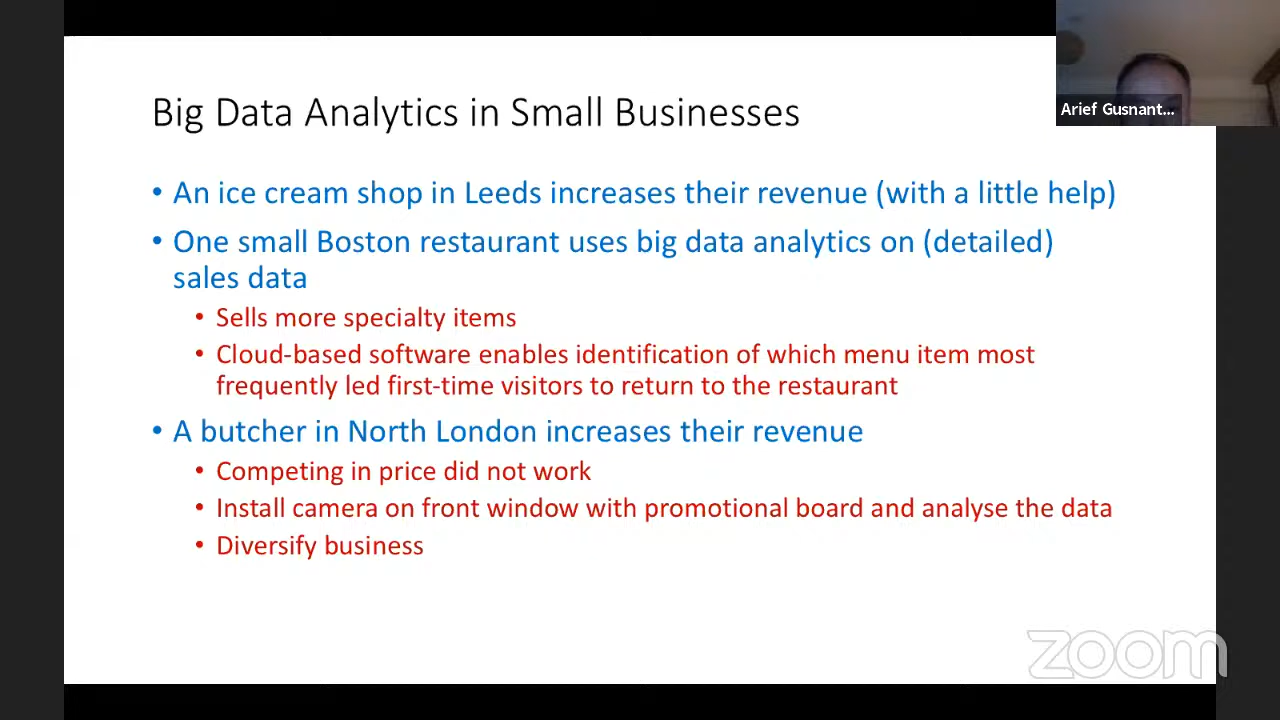 Big Data Analytics in Small Businesses
Arief Gusnant...
• An ice cream shop in Leeds increases their revenue (with a little help)
• One small Boston restaurant uses big data analytics on (detailed)
sales data
• Sells more specialty items
• Cloud-based software enables identification of which menu item most
frequently led first-time visitors to return to the restaurant
• A butcher in North London increases their revenue
• Competing in price did not work
• Install camera on front window with promotional board and analyse the data
• Diversify business
zoom